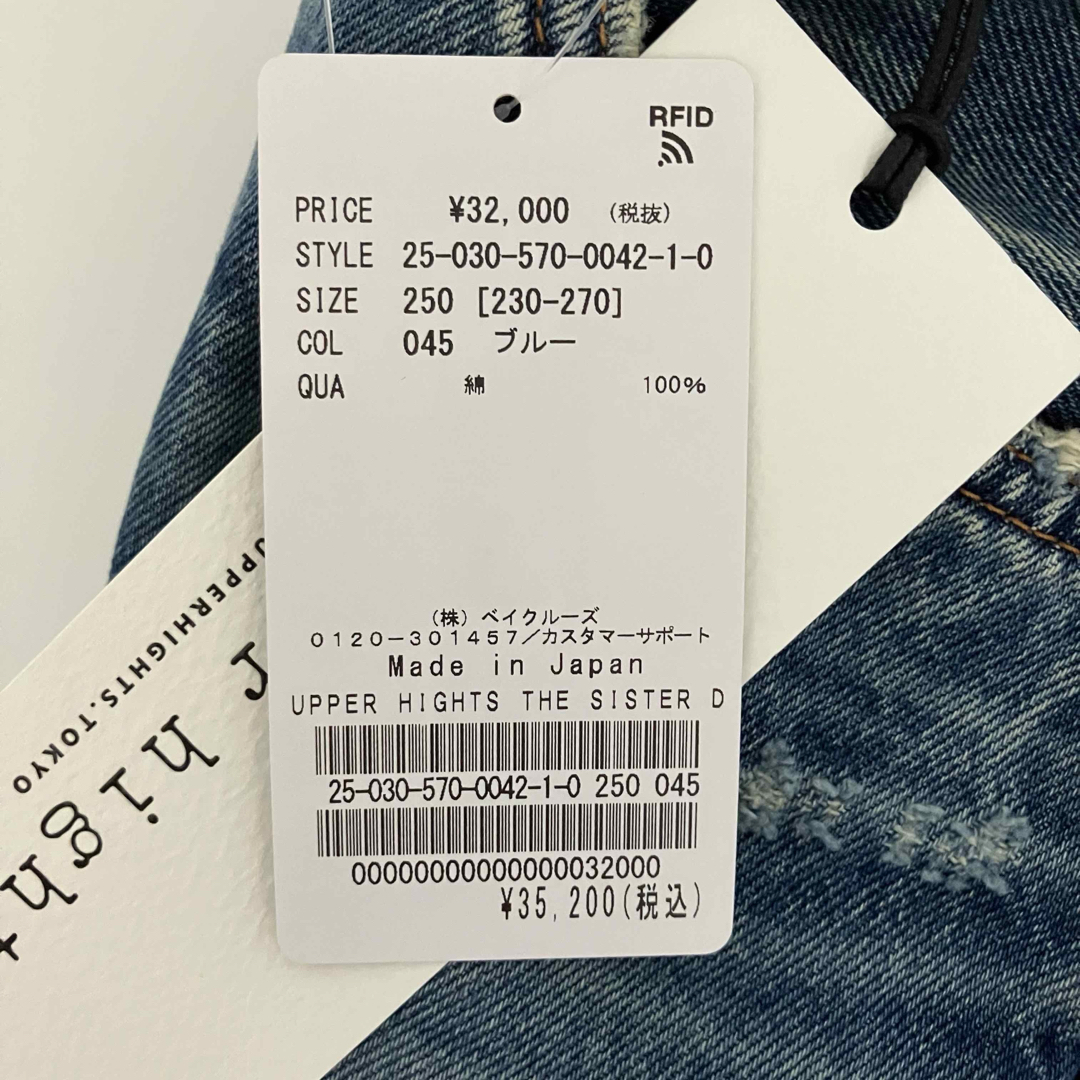 RFID
PRICE ¥32,000 (税抜)
STYLE 25-030-570-0042-1-0
SIZE 250 [230-270]
COL 045 ブルー
QUA 綿 100%
(株)ベイクルーズ
0120-301457/カスタマーサポート
Made in Japan
UPPER HIGHTS THE SISTER D
25-030-570-0042-1-0 250 045
00000000000000032000
¥35,200(税込)
UPPERHIGHTS.TOKYO
r hights